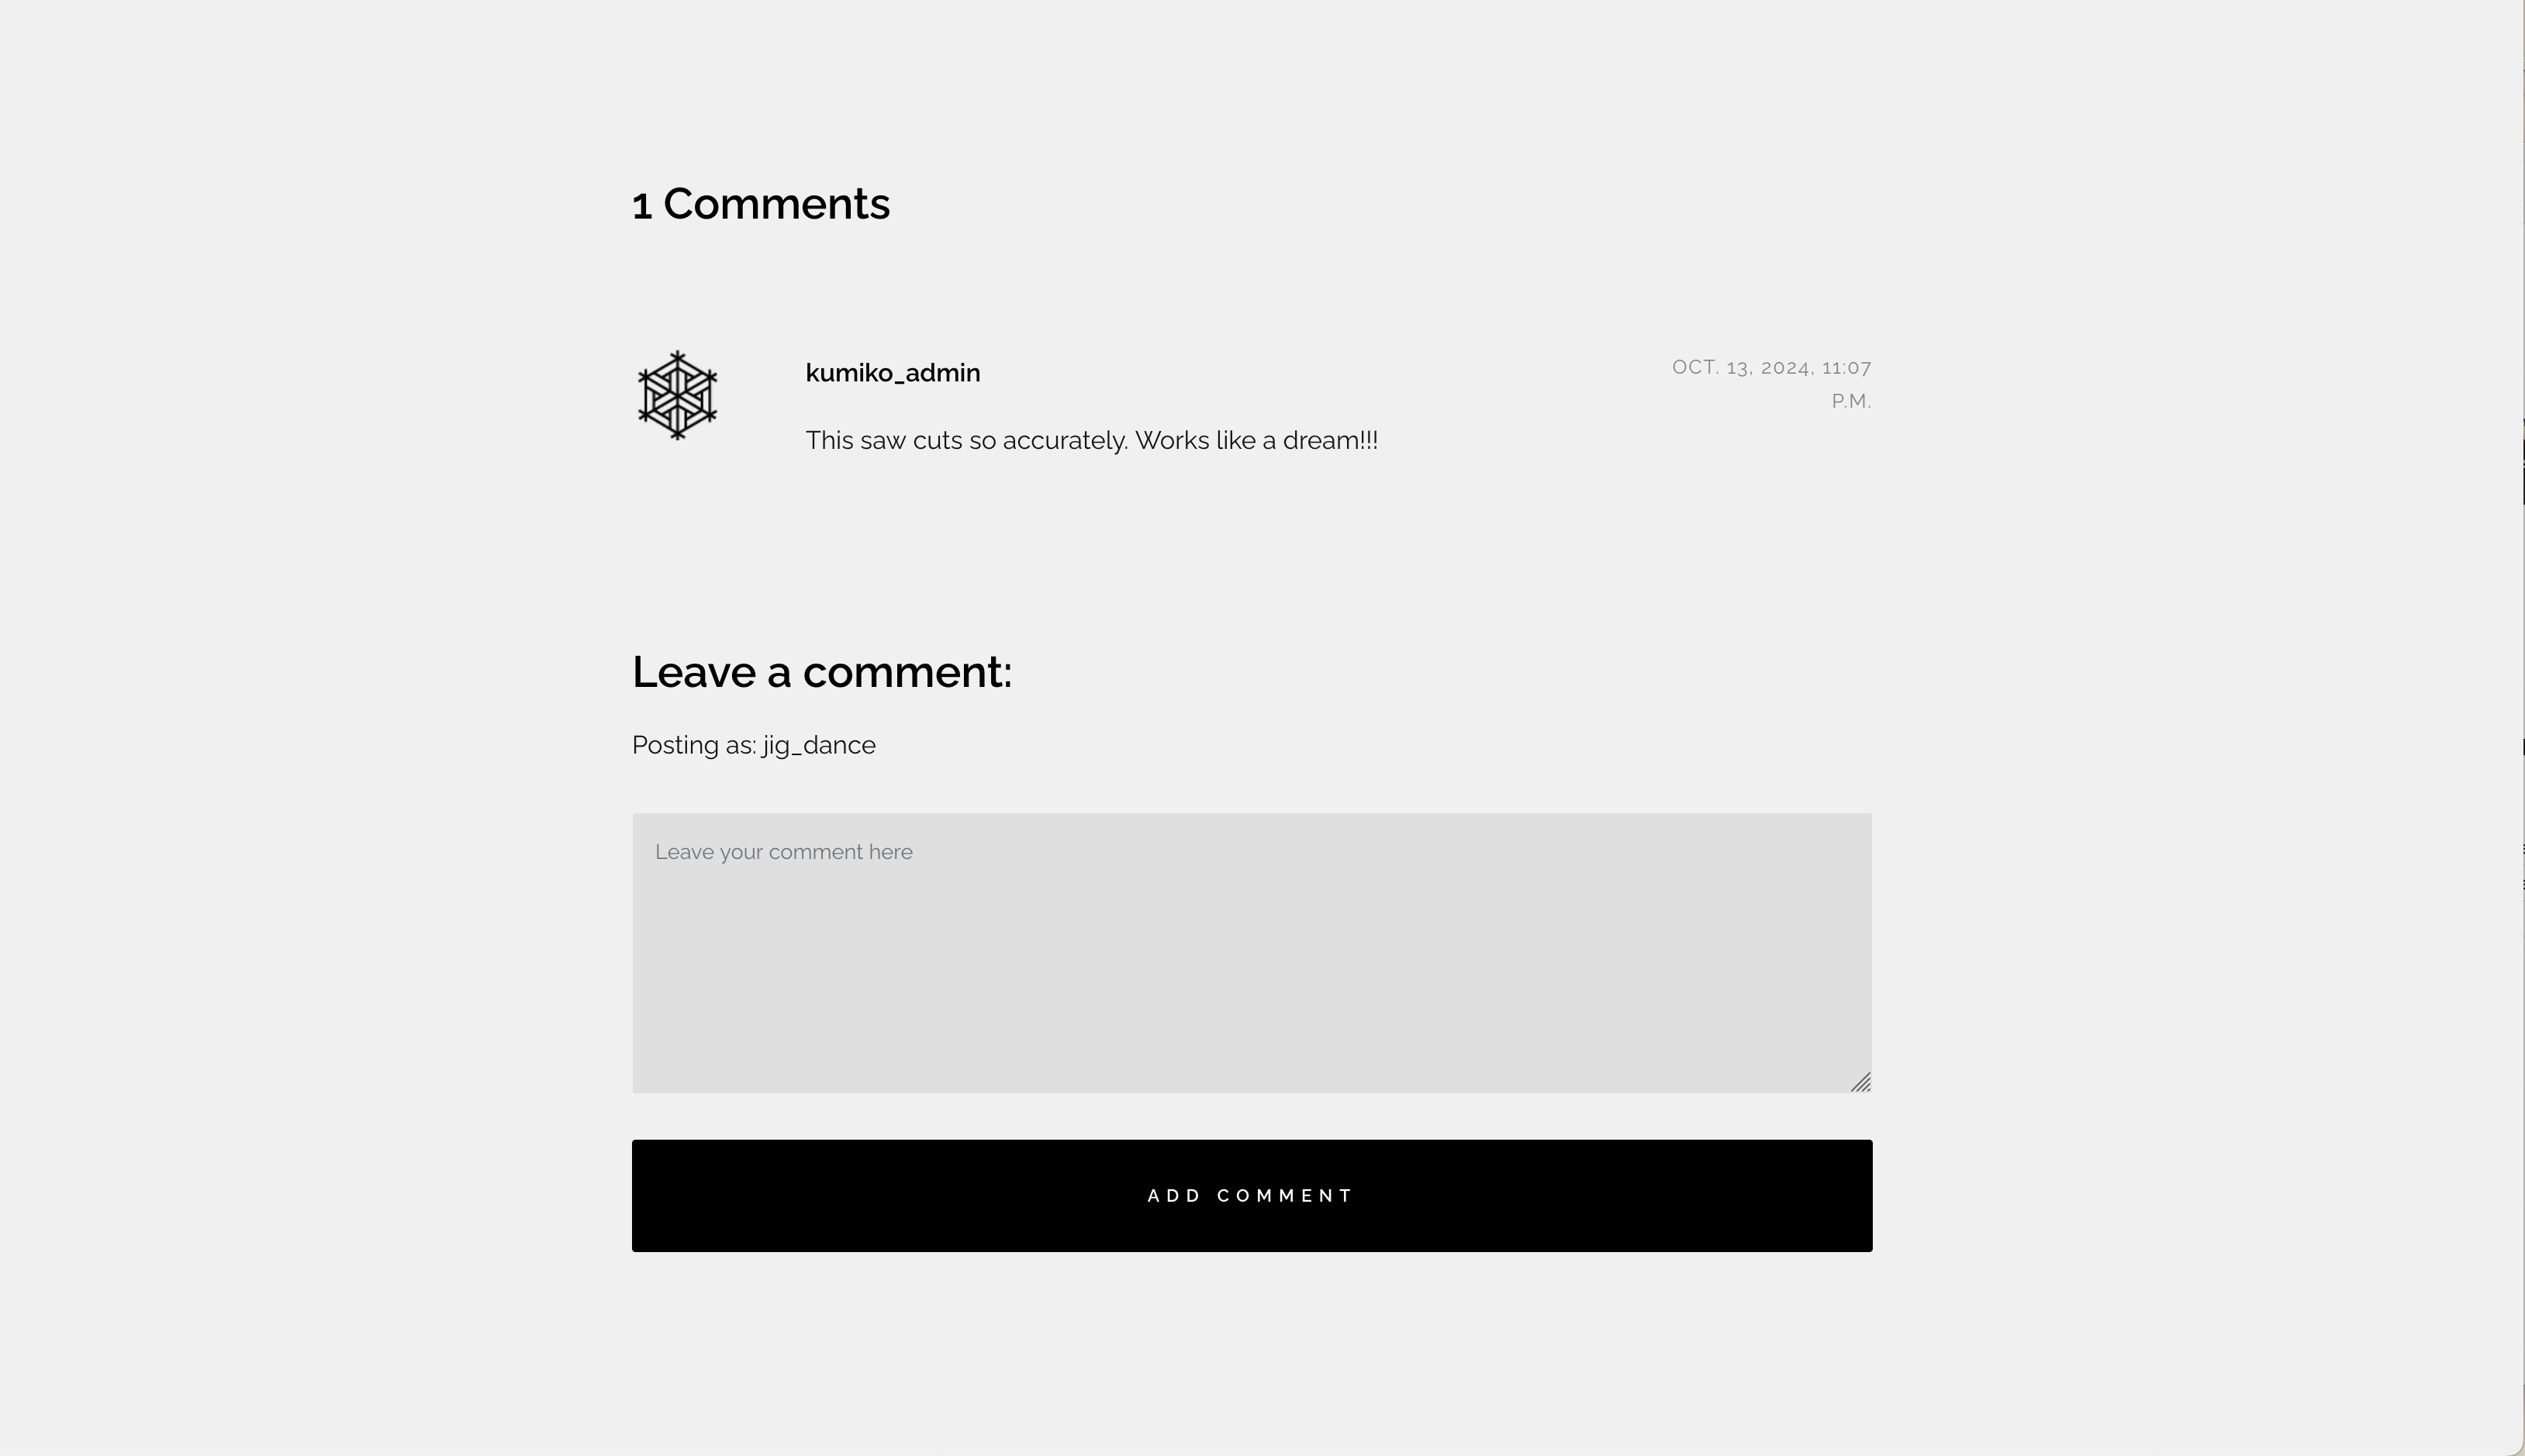 1 Comments
kumiko_admin
OCT. 13, 2024, 11:07
P.M.
This saw cuts so accurately. Works like a dream!!!
Leave a comment:
Posting as: jig_dance
Leave your comment here
ADD COMMENT